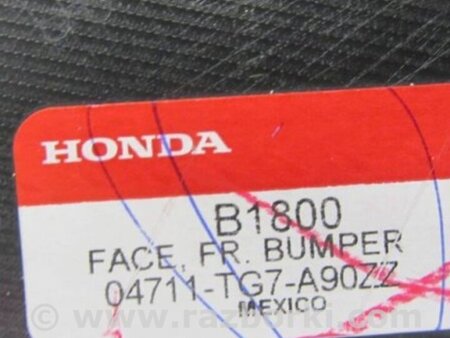 HONDA
B1800
FACE, FR. BUMPER
04711-TG7-A90ZZ
MEXICO
© www.razborki.com